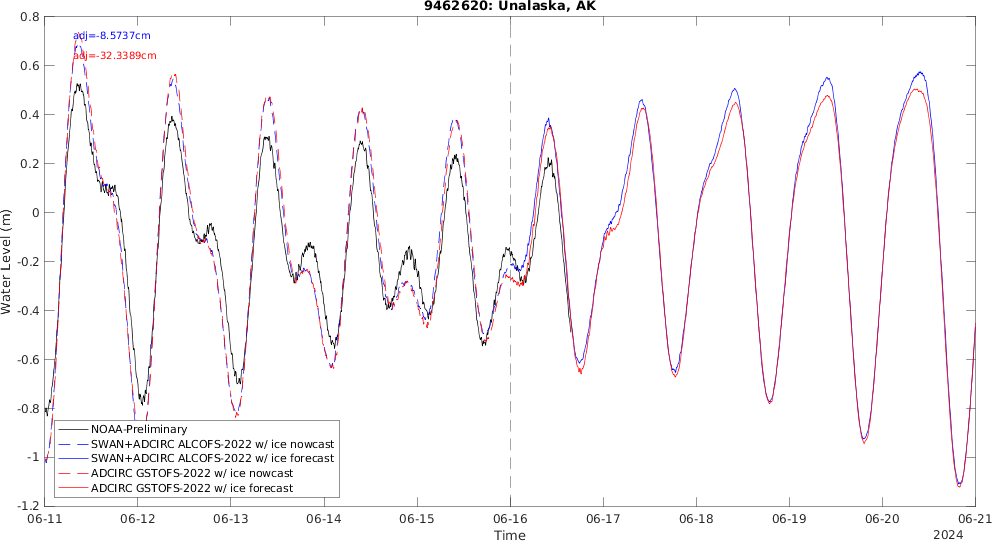 9462620: Unalaska, AK
adj=-8.5737cm
adj=-32.3389cm
0.8
0.6
0.4
0.2
0
-0.2
-0.4
-0.6
-0.8
-1
-1.2
Water Level (m)
NOAA-Preliminary
SWAN+ADCIRC ALCOFS-2022 w/ ice nowcast
SWAN+ADCIRC ALCOFS-2022 w/ ice forecast
ADCIRC GSTOFS-2022 w/ ice nowcast
ADCIRC GSTOFS-2022 w/ ice forecast
06-11 06-12 06-13 06-14 06-15 06-16 06-17 06-18 06-19 06-20 06-21
Time
2024